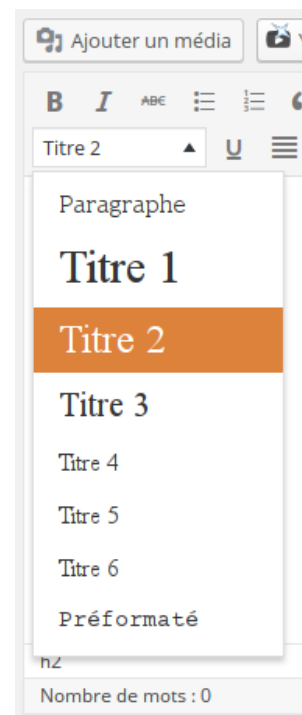 Ajouter un média
B I ABE
Titre 2 U
Paragraphe
Titre 1
Titre 2
Titre 3
Titre 4
Titre 5
Titre 6
Préformaté
h2
Nombre de mots : 0